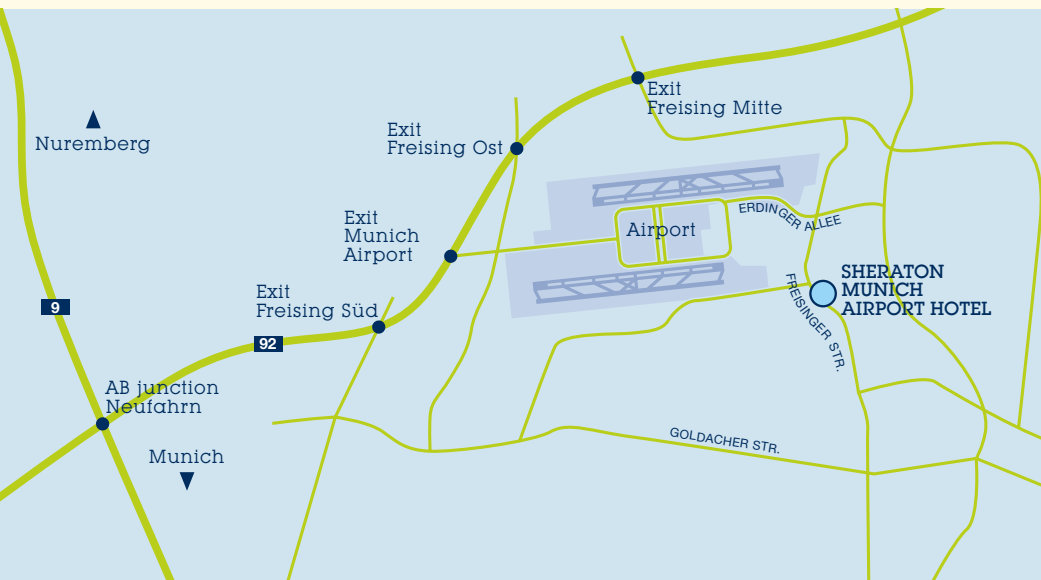 Exit
Freising Mitte
Exit
Freising Ost
Nuremberg
ERDINGER ALLEE
Exit
Munich
Airport
Airport
SHERATON
MUNICH
AIRPORT HOTEL
FREISINGER STR.
Exit
Freising Süd
9
92
AB junction
Neufahrn
GOLDACHER STR.
Munich